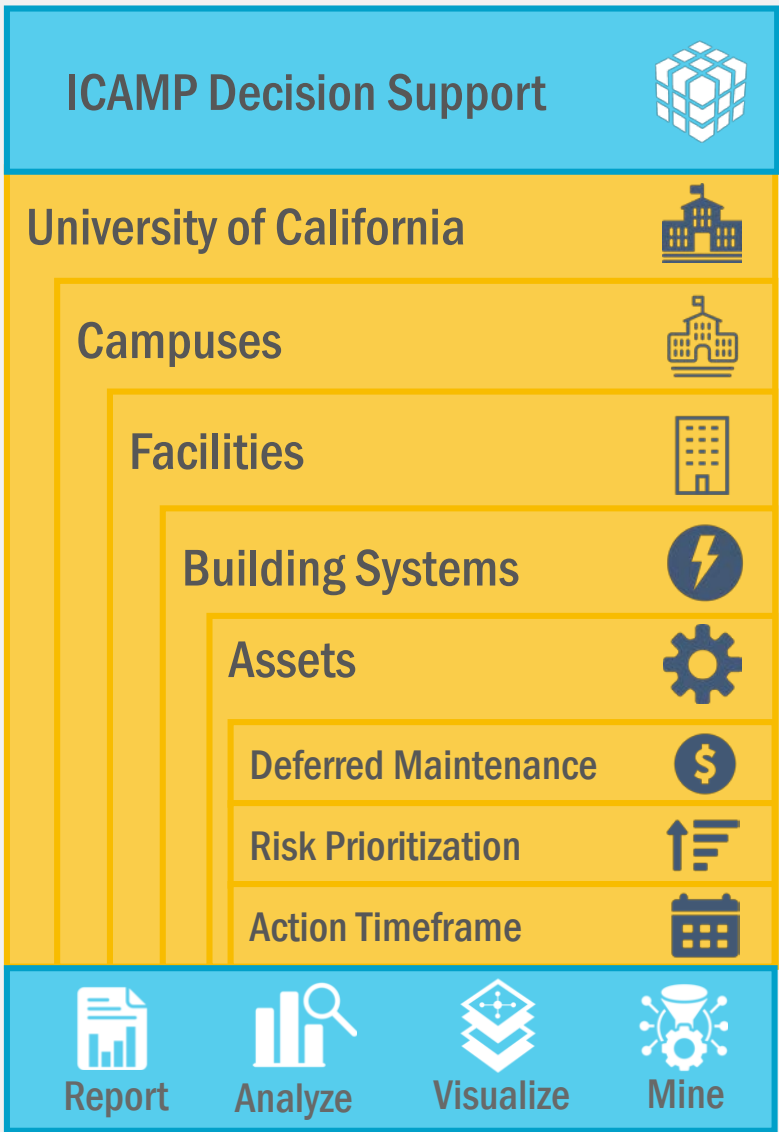 ICAMP Decision Support
University of California
Campuses
Facilities
Building Systems
Assets
Deferred Maintenance
$
Risk Prioritization
Action Timeframe
Report Analyze Visualize Mine